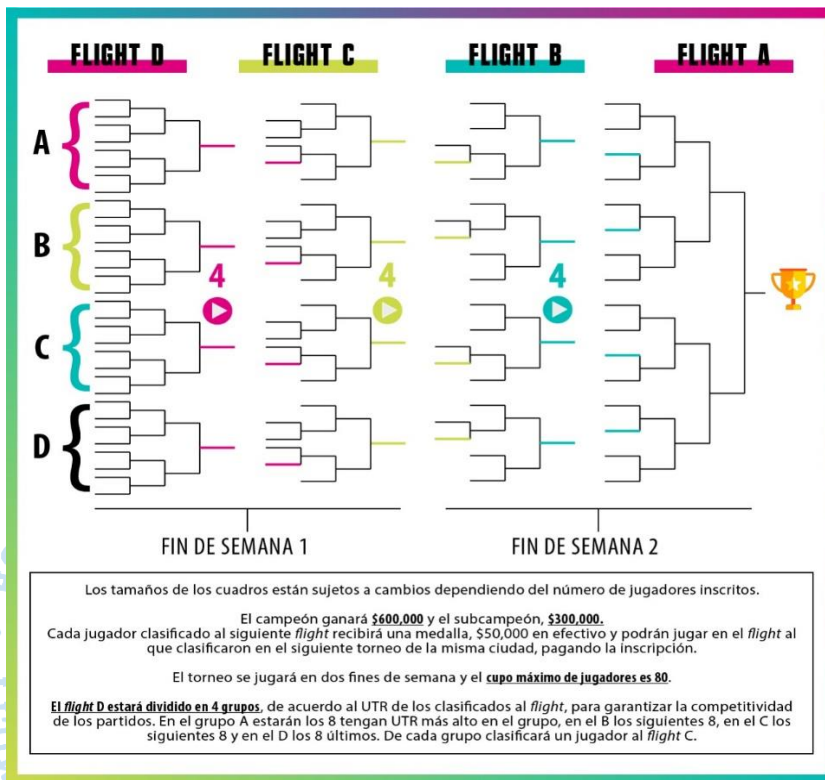 FLIGHT D
FLIGHT C
FLIGHT B
FLIGHT A
A
B
C
D
4
4
4
FIN DE SEMANA 1
FIN DE SEMANA 2
Los tamaños de los cuadros están sujetos a cambios dependiendo del número de jugadores inscritos.
El campeón ganará $600,000 y el subcampeón, $300,000.
Cada jugador clasificado al siguiente flight recibirá una medalla, $50,000 en efectivo y podrán jugar en el flight al
que clasificaron en el siguiente torneo de la misma ciudad, pagando la inscripción.
El torneo se jugará en dos fines de semana y el cupo máximo de jugadores es 80.
El flight D estará dividido en 4 grupos, de acuerdo al UTR de los clasificados al flight, para garantizar la competitividad
de los partidos. En el grupo A estarán los 8 tengan UTR más alto en el grupo, en el B los siguientes 8, en el C los
siguientes 8 y en el D los 8 últimos. De cada grupo clasificará un jugador al flight C.